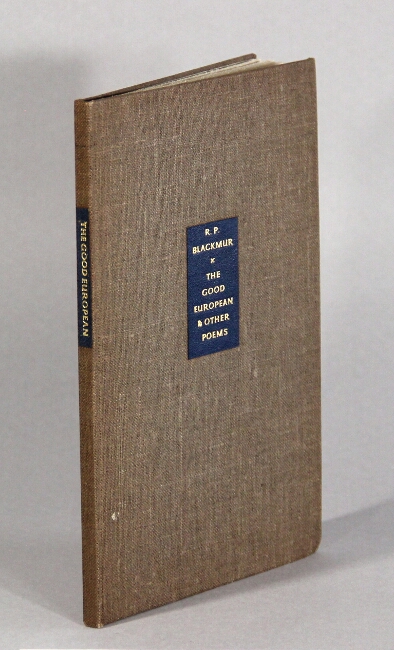 THE GOOD EUROPEAN
R. P.
BLACKMUR
x
THE
GOOD
EUROPEAN
& OTHER
POEMS